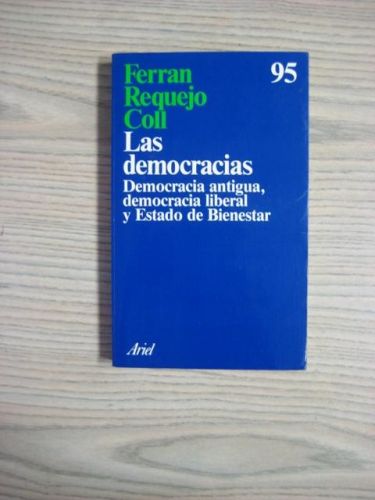 Ferran
Requejo
Coll
95
Las
democracias
Democracia antigua,
democracia liberal
y Estado de Bienestar
Ariel